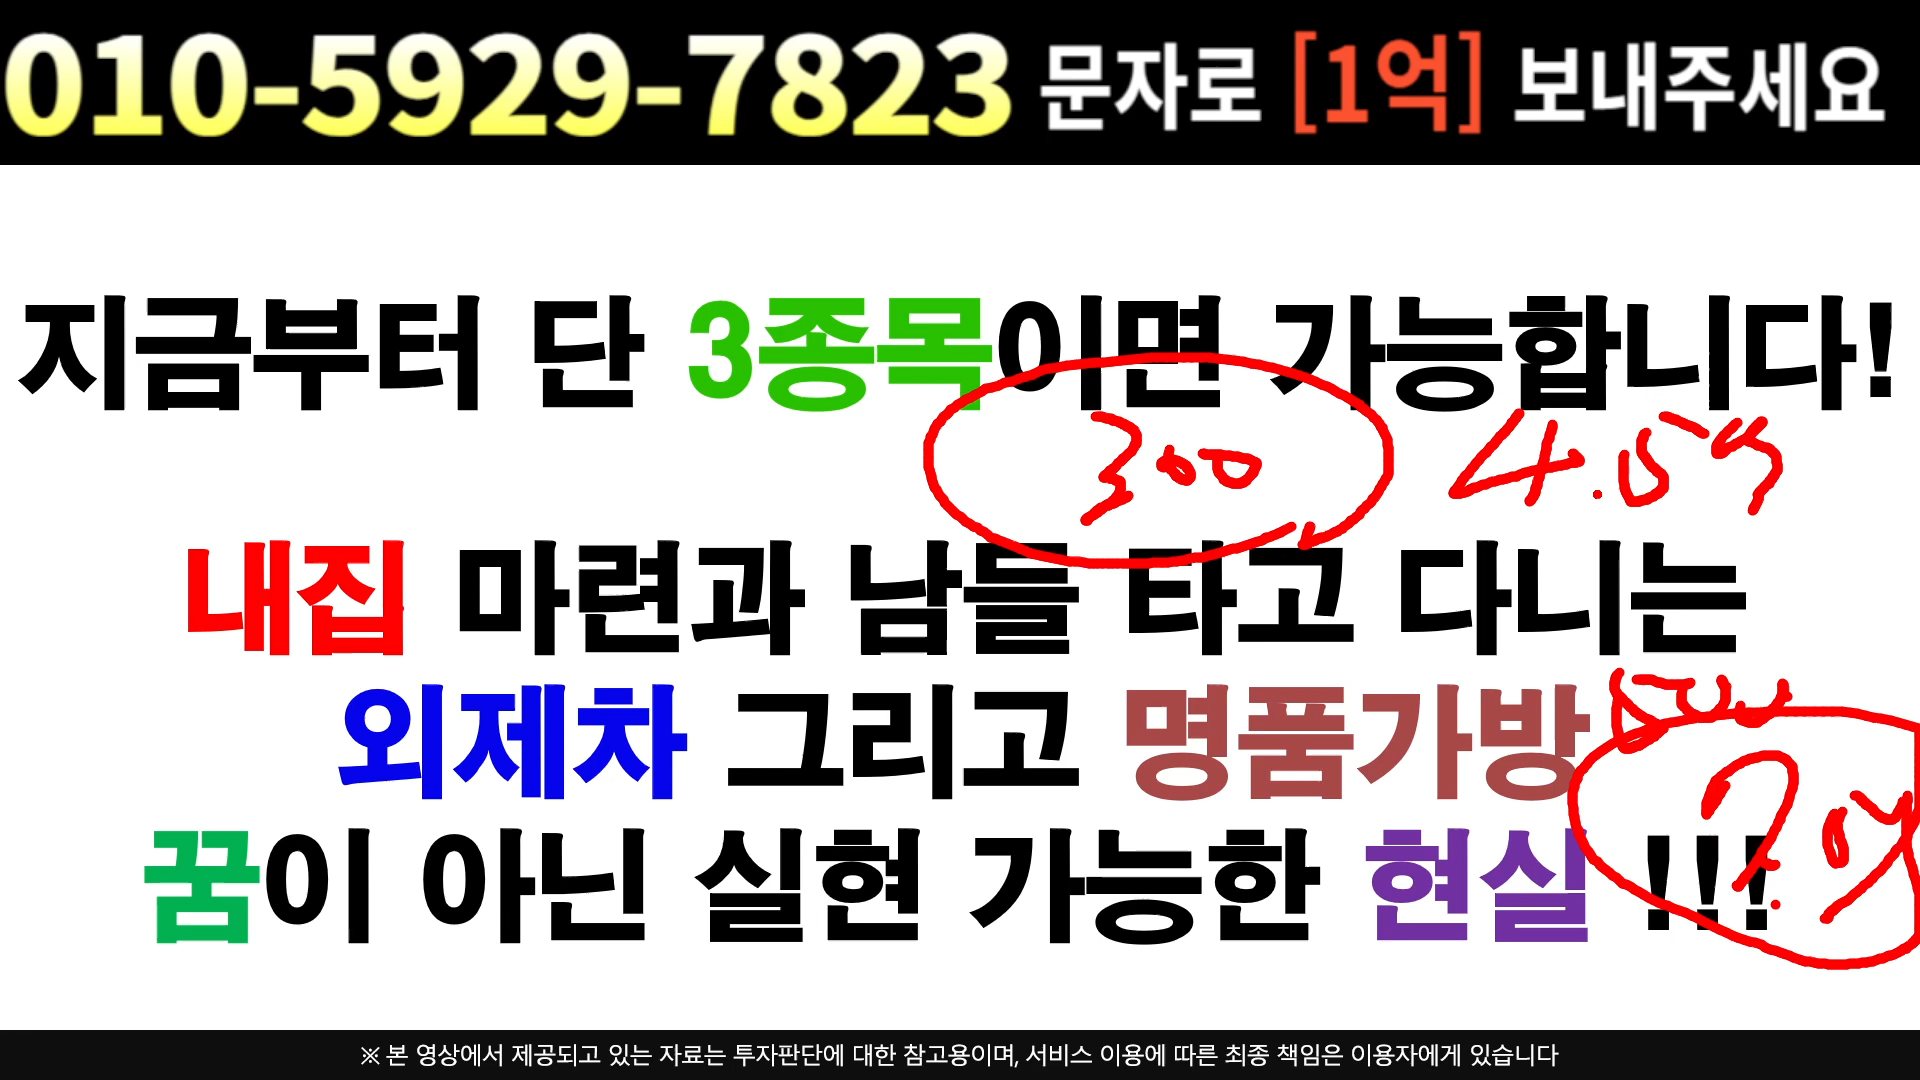 010-5929-7823 문자로 [1억] 보내주세요
지금부터 단 3종목이면 가능합니다!
300
4.5억
내집 마련과 남들 타고 다니는
외제차 그리고 명품가방
500
꿈이 아닌 실현 가능한 현실 !!!
※ 본 영상에서 제공되고 있는 자료는 투자판단에 대한 참고용이며, 서비스 이용에 따른 최종 책임은 이용자에게 있습니다